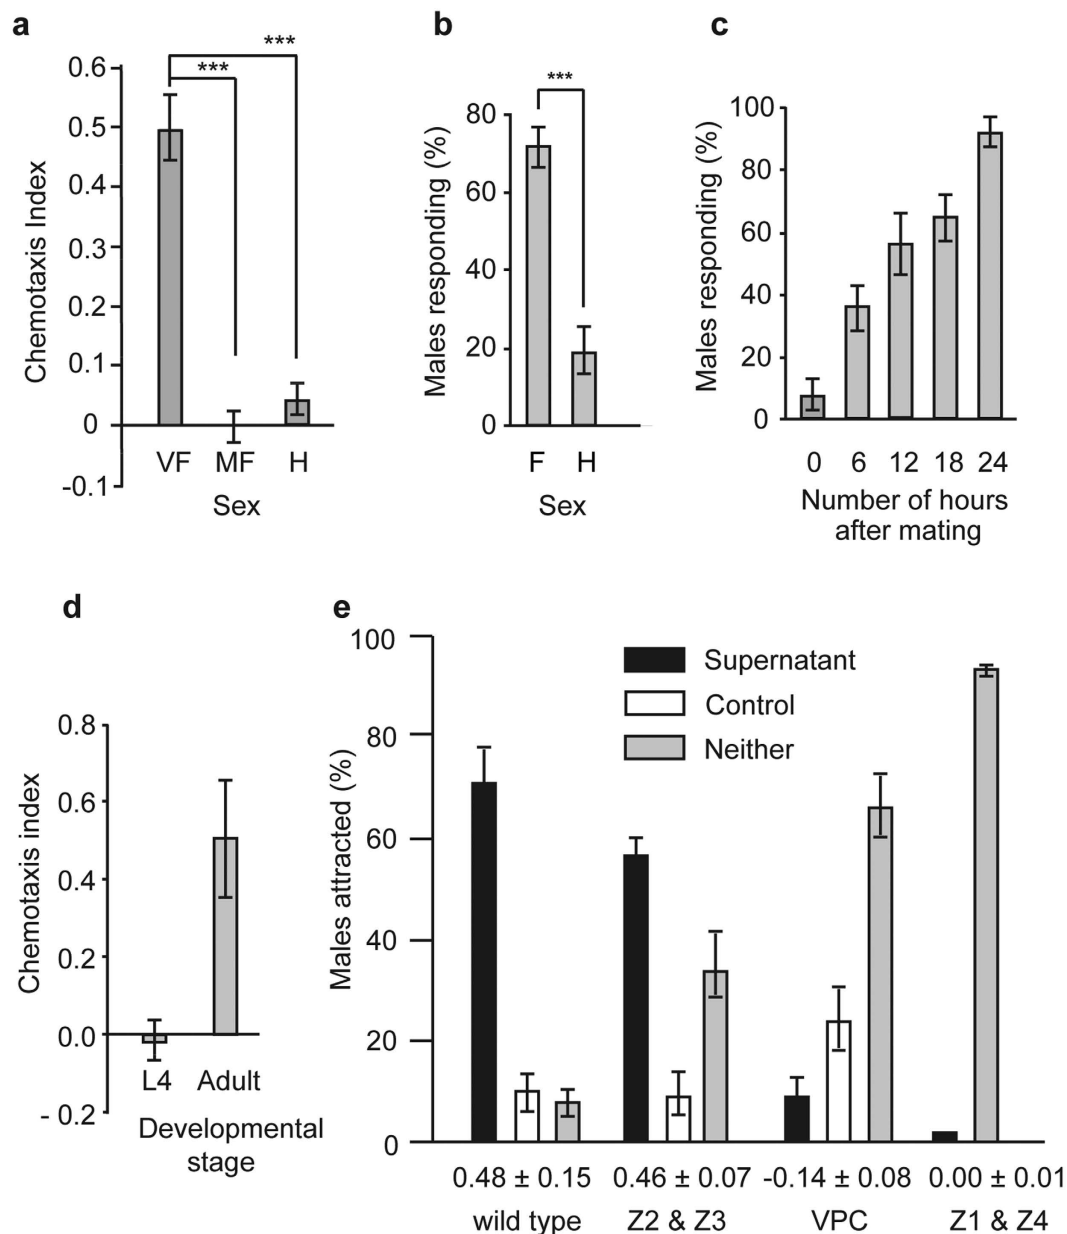 a
***
***
0.6
0.5
0.4
0.3
0.2
0.1
0
-0.1
Chemotaxis Index
VF MF H
Sex
b
***
80
60
40
20
0
Males responding (%)
F H
Sex
c
100
80
60
40
20
0
Males responding (%)
0 6 12 18 24
Number of hours
after mating
d
0.8
0.6
0.4
0.2
0.0
- 0.2
Chemotaxis index
L4 Adult
Developmental
stage
e
100
80
60
40
20
0
Males attracted (%)
Supernatant
Control
Neither
0.48 ± 0.15 0.46 ± 0.07 -0.14 ± 0.08 0.00 ± 0.01
wild type Z2 & Z3 VPC Z1 & Z4